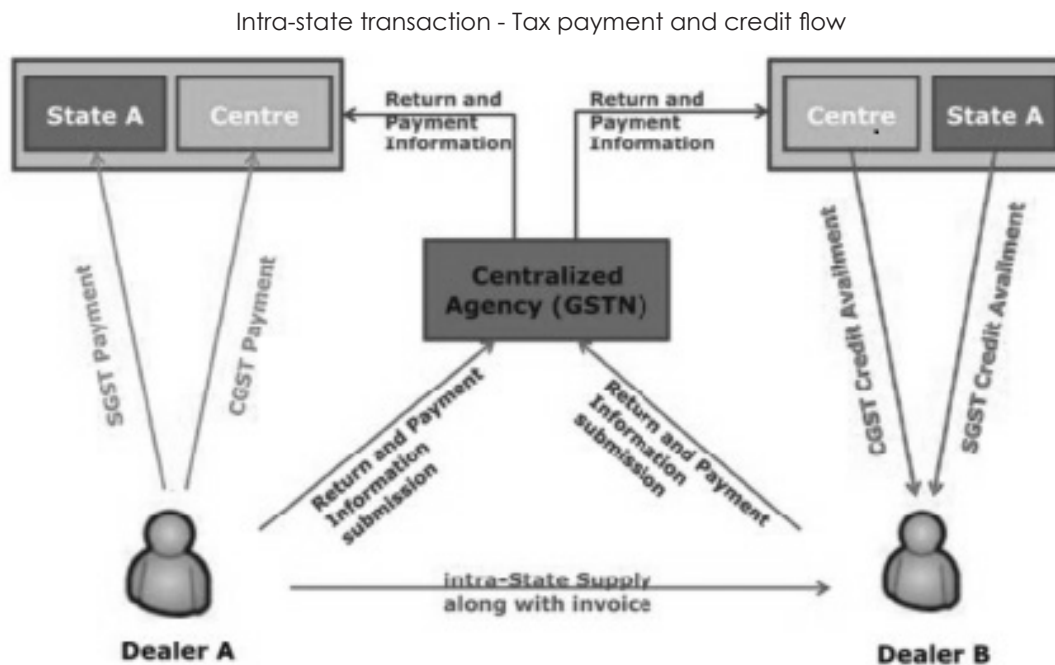 Intra-state transaction - Tax payment and credit flow
State A
Centre
Return and
Payment
Information
Return and
Payment
Information
Centre
State A
Centralized
Agency (GSTN)
SGST Payment
CGST Payment
Return and Payment
Information
submission
Return and Payment
Information
submission
CGST Credit Availment
SGST Credit Availment
intra-State Supply
along with invoice
Dealer A
Dealer B